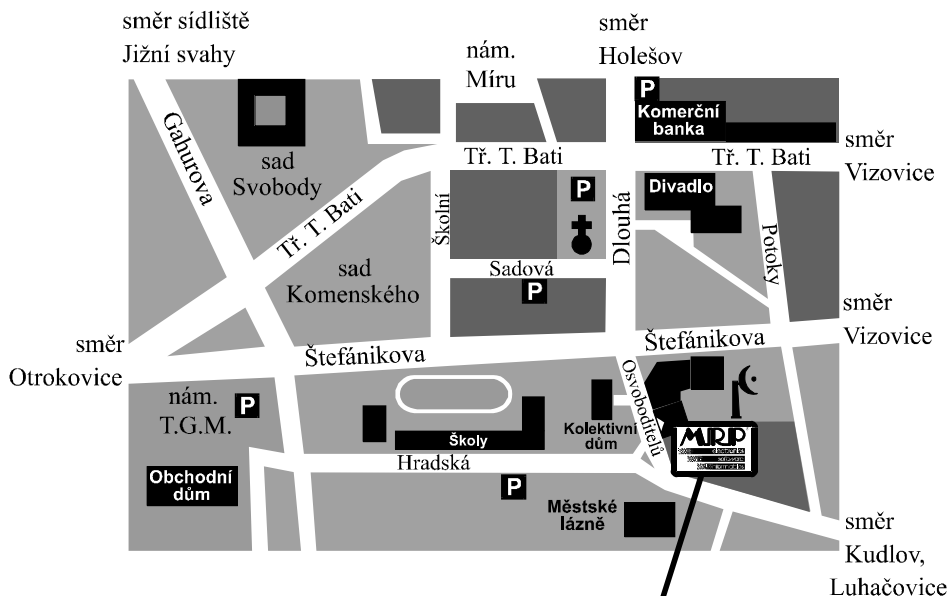 směr sídliště
Jižní svahy
nám.
Míru
směr
Holešov
P
Komerční
banka
směr
Vizovice
Gahurova
sad
Svobody
Tř. T. Bati
Tř. T. Bati
Tř. T. Bati
Školní
P
Dlouhá
Divadlo
Potoky
sad
Komenského
Sadová
P
směr
Vizovice
směr
Otrokovice
Štefánikova
Štefánikova
Osvoboditelů
nám.
T.G.M.
P
Školy
Kolektivní
dům
MRP
electronics
software
Hradská
Obchodní
dům
P
Městské
lázně
směr
Kudlov,
Luhačovice